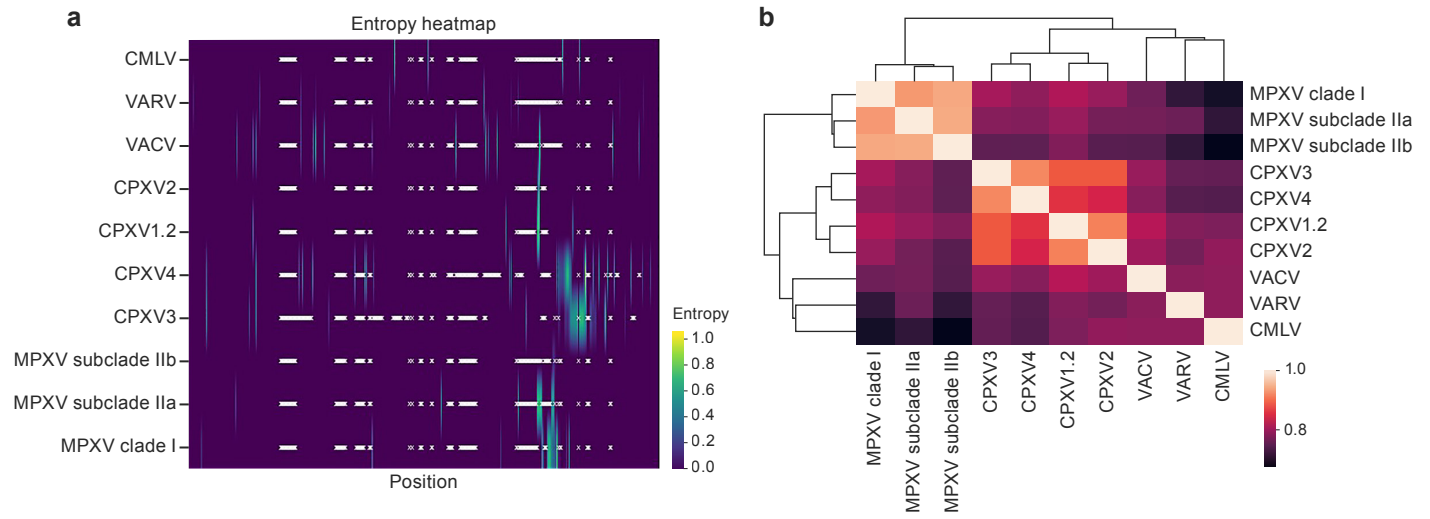 a
Entropy heatmap
CMLV
VARV
VACV
CPXV2
CPXV1.2
CPXV4
CPXV3
MPXV subclade IIb
MPXV subclade IIa
MPXV clade I
Position
Entropy
1.0
0.8
0.6
0.4
0.2
0.0
b
MPXV clade I
MPXV subclade IIa
MPXV subclade IIb
CPXV3
CPXV4
CPXV1.2
CPXV2
VACV
VARV
CMLV
MPXV clade I
MPXV subclade IIa
MPXV subclade IIb
CPXV3
CPXV4
CPXV1.2
CPXV2
VACV
VARV
CMLV
1.0
0.8